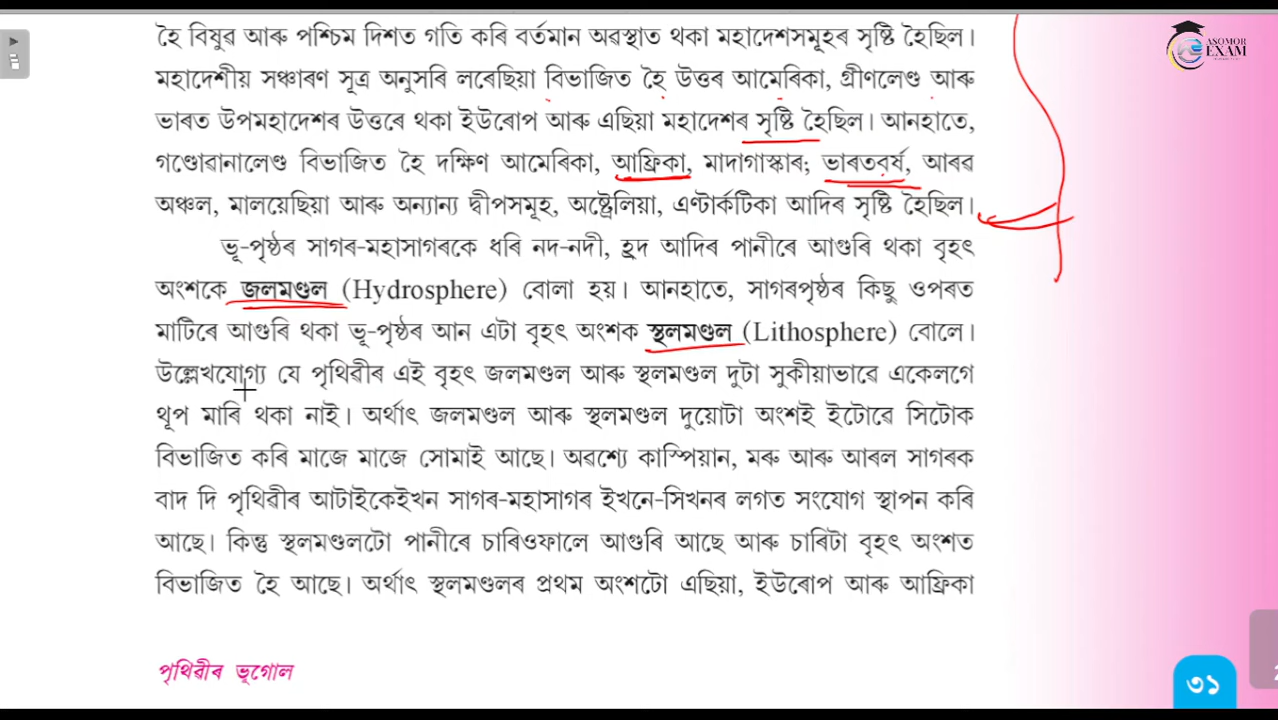 ASOMOR
EXAM
হৈ বিষুৱ আৰু পশ্চিম দিশত গতি কৰি বৰ্তমান অৱস্থাত থকা মহাদেশসমূহৰ সৃষ্টি হৈছিল।
মহাদেশীয় সঞ্চাৰণ সূত্ৰ অনুসৰি লৰেছিয়া বিভাজিত হৈ উত্তৰ আমেৰিকা, গ্ৰীণলেণ্ড আৰু
ভাৰত উপমহাদেশৰ উত্তৰে থকা ইউৰোপ আৰু এছিয়া মহাদেশৰ সৃষ্টি হৈছিল। আনহাতে,
গণ্ডোৱানালেণ্ড বিভাজিত হৈ দক্ষিণ আমেৰিকা, আফ্ৰিকা, মাদাগাস্কাৰ; ভাৰতবৰ্ষ, আৰৱ
অঞ্চল, মালয়েছিয়া আৰু অন্যান্য দ্বীপসমূহ, অষ্ট্ৰেলিয়া, এণ্টাৰ্কটিকা আদিৰ সৃষ্টি হৈছিল।
ভূ-পৃষ্ঠৰ সাগৰ-মহাসাগৰকে ধৰি নদ-নদী, হ্ৰদ আদিৰ পানীৰে আগুৰি থকা বৃহৎ
অংশকে জলমণ্ডল (Hydrosphere) বোলা হয়। আনহাতে, সাগৰপৃষ্ঠৰ কিছু ওপৰত
মাটিৰে আগুৰি থকা ভূ-পৃষ্ঠৰ আন এটা বৃহৎ অংশক স্থলমণ্ডল (Lithosphere) বোলে।
উল্লেখযোগ্য যে পৃথিৱীৰ এই বৃহৎ জলমণ্ডল আৰু স্থলমণ্ডল দুটা সুকীয়াভাৱে একেলগে
থূপ মাৰি থকা নাই। অৰ্থাৎ জলমণ্ডল আৰু স্থলমণ্ডল দুয়োটা অংশই ইটোৱে সিটোক
বিভাজিত কৰি মাজে মাজে সোমাই আছে। অৱশ্যে কাস্পিয়ান, মৰু আৰু আৰল সাগৰক
বাদ দি পৃথিৱীৰ আটাইকেইখন সাগৰ-মহাসাগৰ ইখনে-সিখনৰ লগত সংযোগ স্থাপন কৰি
আছে। কিন্তু স্থলমণ্ডলটো পানীৰে চাৰিওফালে আগুৰি আছে আৰু চাৰিটা বৃহৎ অংশত
বিভাজিত হৈ আছে। অৰ্থাৎ স্থলমণ্ডলৰ প্ৰথম অংশটো এছিয়া, ইউৰোপ আৰু আফ্ৰিকা
পৃথিৱীৰ ভূগোল
৩১